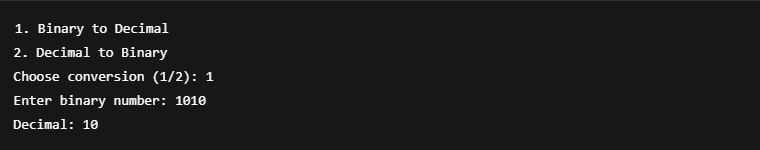 1. Binary to Decimal
2. Decimal to Binary
Choose conversion (1/2): 1
Enter binary number: 1010
Decimal: 10